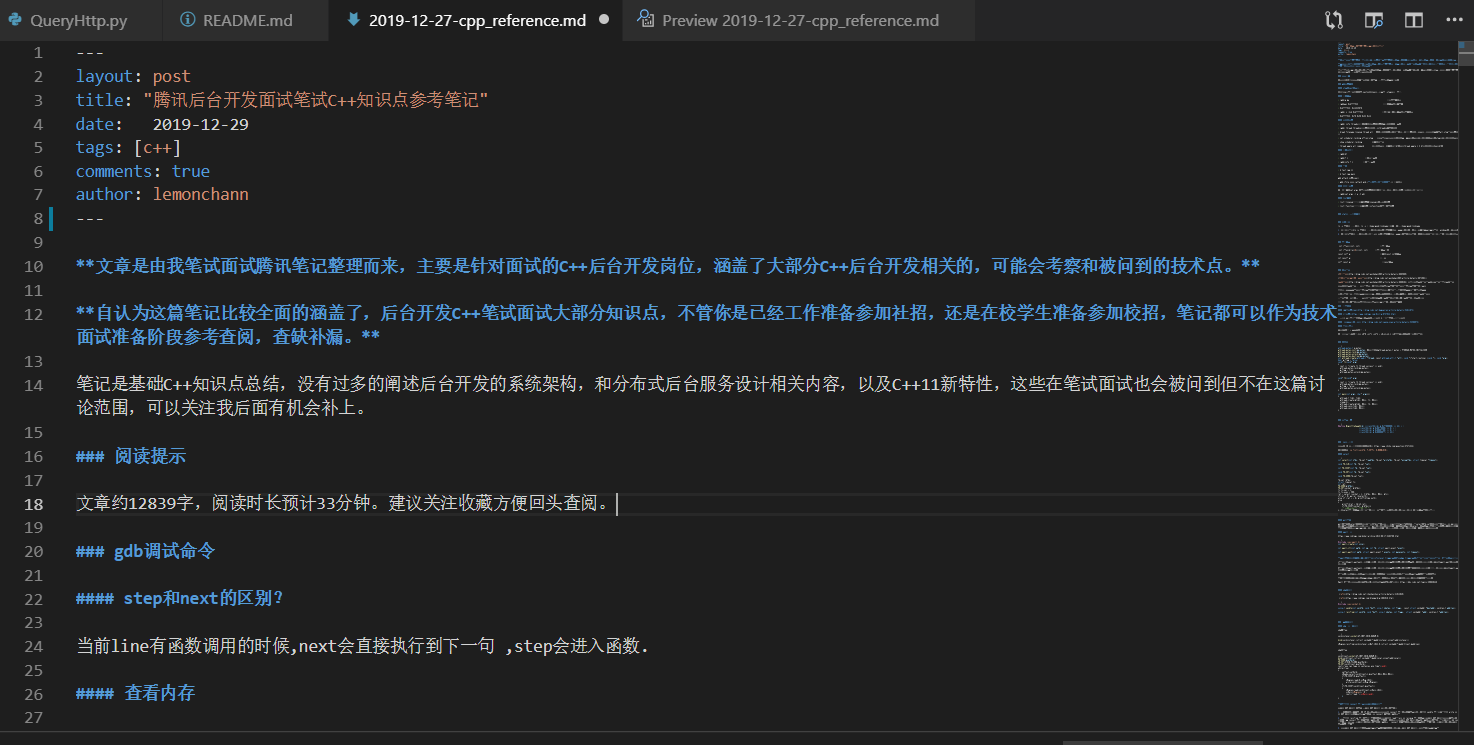 QueryHttp.py README.md 2019-12-27-cpp_reference.md Preview 2019-12-27-cpp_reference.md
1 ---
2 layout: post
3 title: "腾讯后台开发面试笔试C++知识点参考笔记"
4 date:   2019-12-29
5 tags: [c++]
6 comments: true
7 author: lemonchann
8 ---
9
10 **文章是由我笔试面试腾讯笔记整理而来，主要是针对面试的C++后台开发岗位，涵盖了大部分C++后台开发相关的，可能会考察和被问到的技术点。**
11
12 **自认为这篇笔记比较全面的涵盖了，后台开发C++笔试面试大部分知识点，不管你是已经工作准备参加社招，还是在校学生准备参加校招，笔记都可以作为技术
面试准备阶段参考查阅，查缺补漏。**
13
14 笔记是基础C++知识点总结，没有过多的阐述后台开发的系统架构，和分布式后台服务设计相关内容，以及C++11新特性，这些在笔试面试也会被问到但不在这篇讨
论范围，可以关注我后面有机会补上。
15
16 ### 阅读提示
17
18 文章约12839字，阅读时长预计33分钟。建议关注收藏方便回头查阅。
19
20 ### gdb调试命令
21
22 #### step和next的区别？
23
24 当前line有函数调用的时候,next会直接执行到下一句 ,step会进入函数.
25
26 #### 查看内存
27